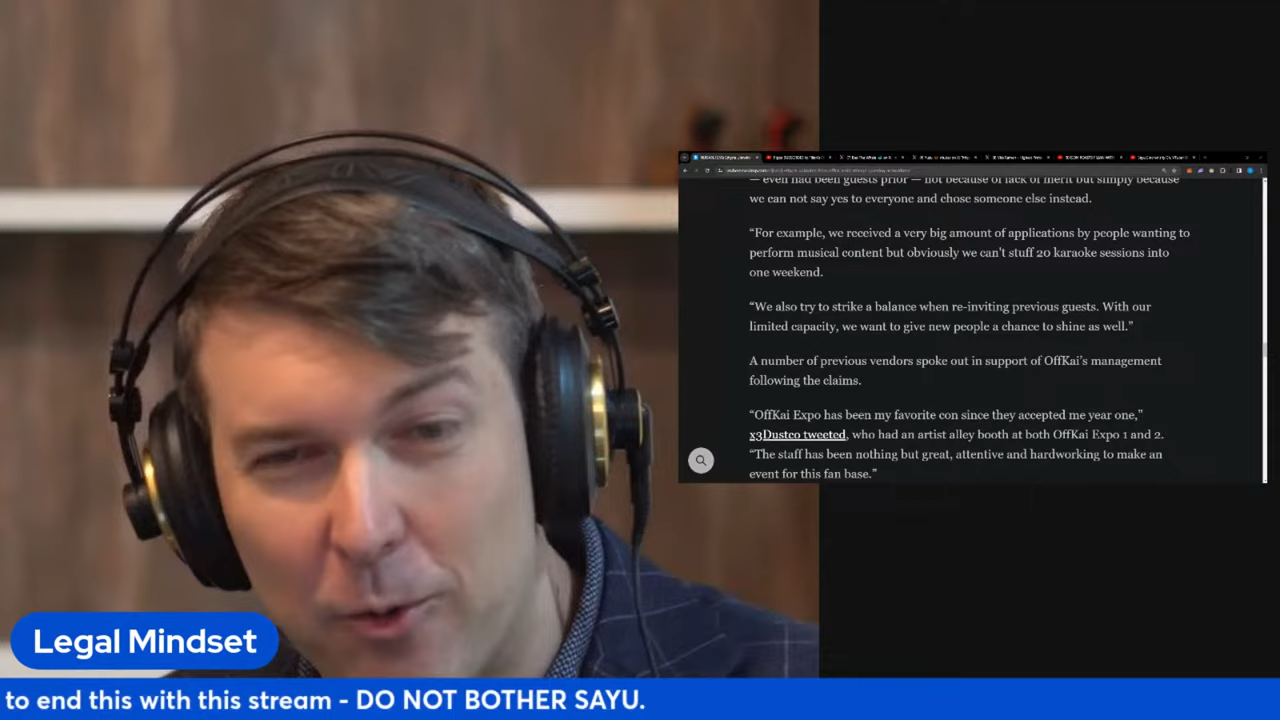 — even had been guests prior — not because of lack of merit but simply because
we can not say yes to everyone and chose someone else instead.
“For example, we received a very big amount of applications by people wanting to
perform musical content but obviously we can't stuff 20 karaoke sessions into
one weekend.
“We also try to strike a balance when re-inviting previous guests. With our
limited capacity, we want to give new people a chance to shine as well.”
A number of previous vendors spoke out in support of OffKai’s management
following the claims.
“OffKai Expo has been my favorite con since they accepted me year one,”
x3Dustco tweeted, who had an artist alley booth at both OffKai Expo 1 and 2.
“The staff has been nothing but great, attentive and hardworking to make an
event for this fan base.”
Legal Mindset
to end this with this stream - DO NOT BOTHER SAYU.